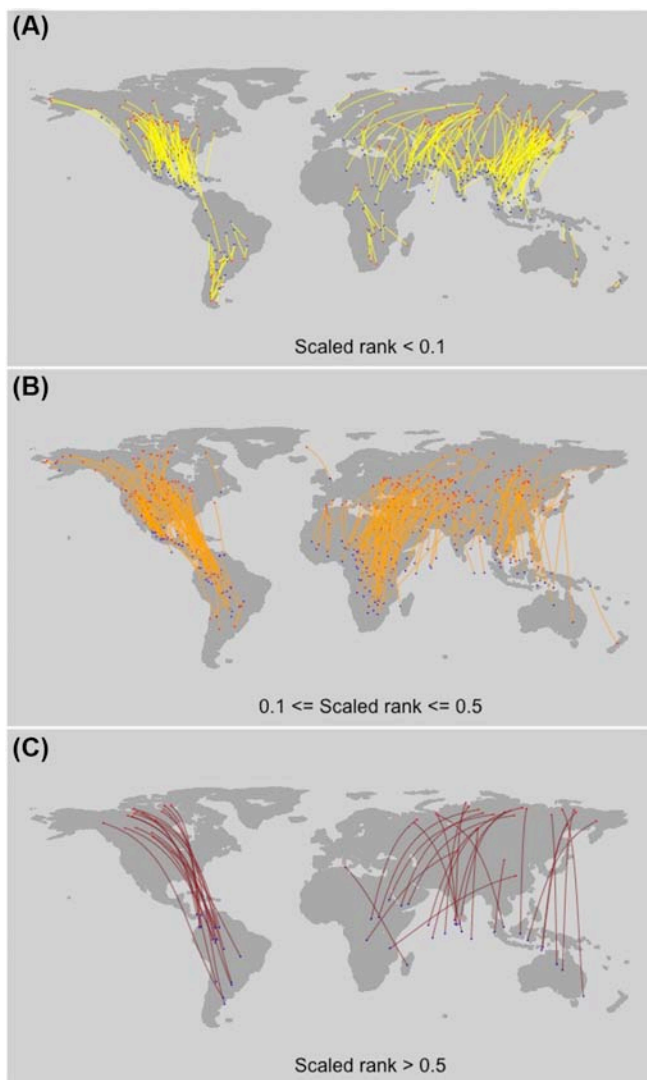 (A)
Scaled rank < 0.1
(B)
0.1 <= Scaled rank <= 0.5
(C)
Scaled rank > 0.5